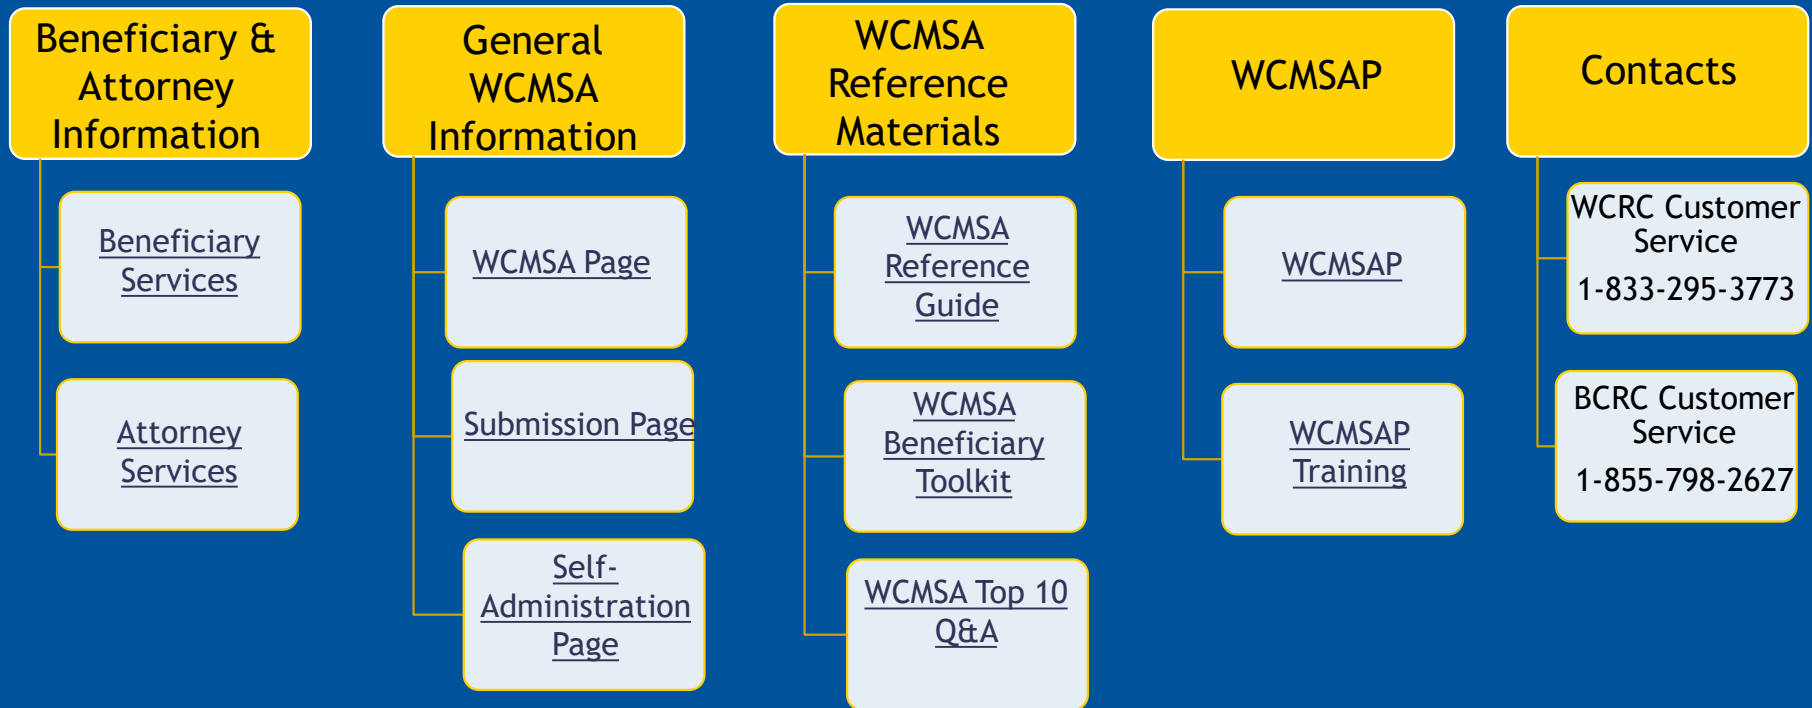 Beneficiary &
Attorney
Information
Beneficiary
Services
Attorney
Services
General
WCMSA
Information
WCMSA Page
Submission Page
Self-
Administration
Page
WCMSA
Reference
Materials
WCMSA
Reference
Guide
WCMSA
Beneficiary
Toolkit
WCMSA Top 10
Q&A
WCMSAP
WCMSAP
WCMSAP
Training
Contacts
WCRC Customer
Service
1-833-295-3773
BCRC Customer
Service
1-855-798-2627